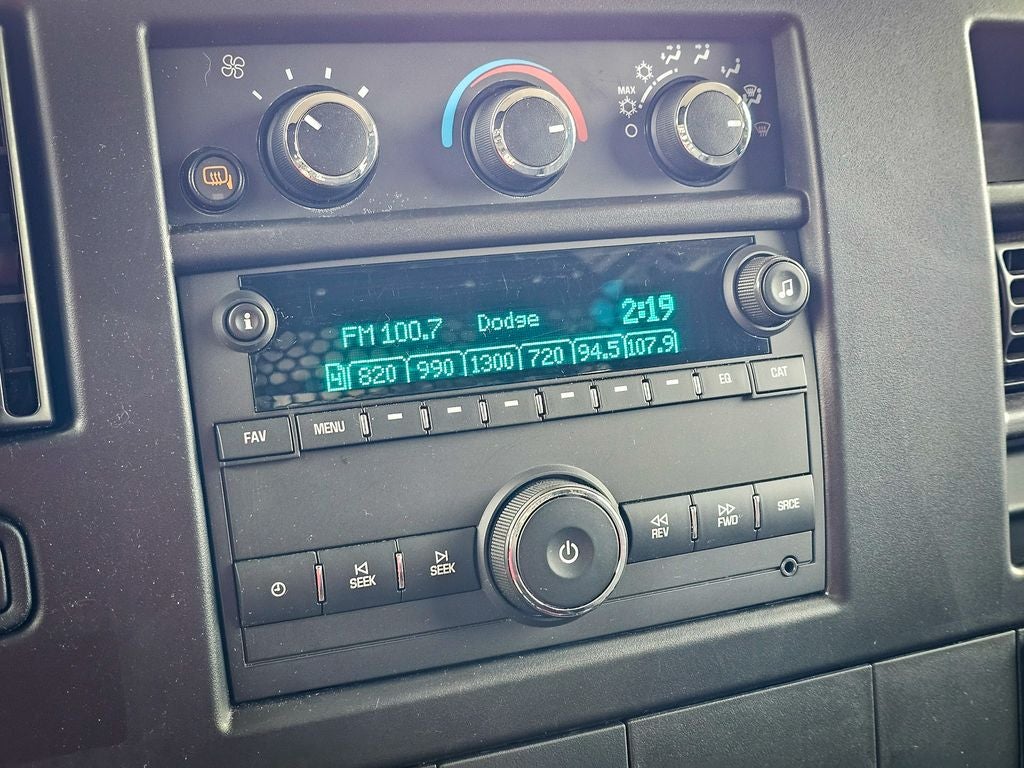 MAX
i
FM 100.7 Dodge 2:19
4 820 990 1300 720 94.5 107.9
FAV MENU EQ CAT
SEEK SEEK REV FWD SRCE